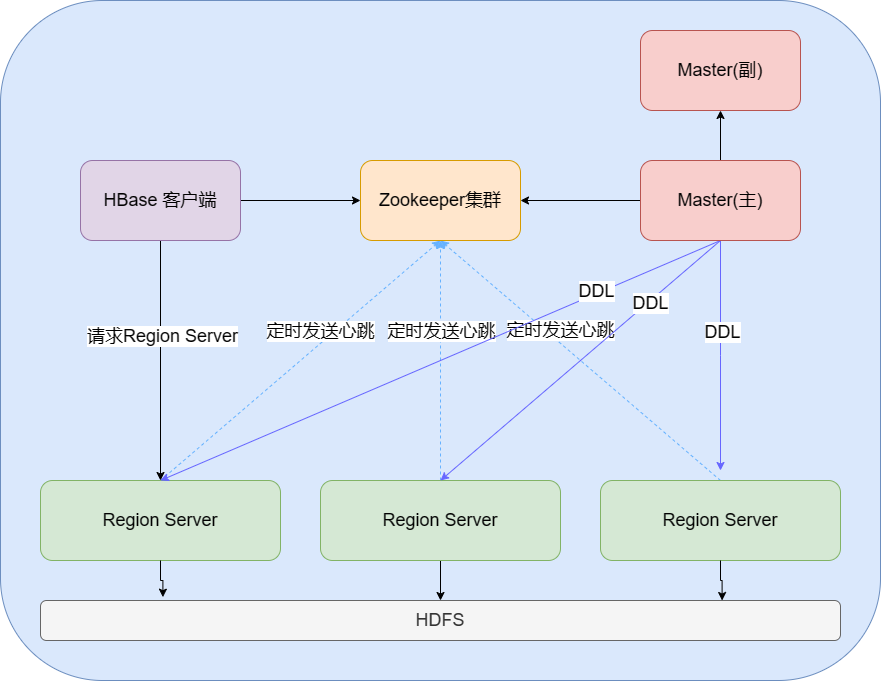 Master(副)
HBase 客户端
Zookeeper集群
Master(主)
DDL
DDL
请求Region Server
定时发送心跳
定时发送心跳
定时发送心跳
DDL
Region Server
Region Server
Region Server
HDFS